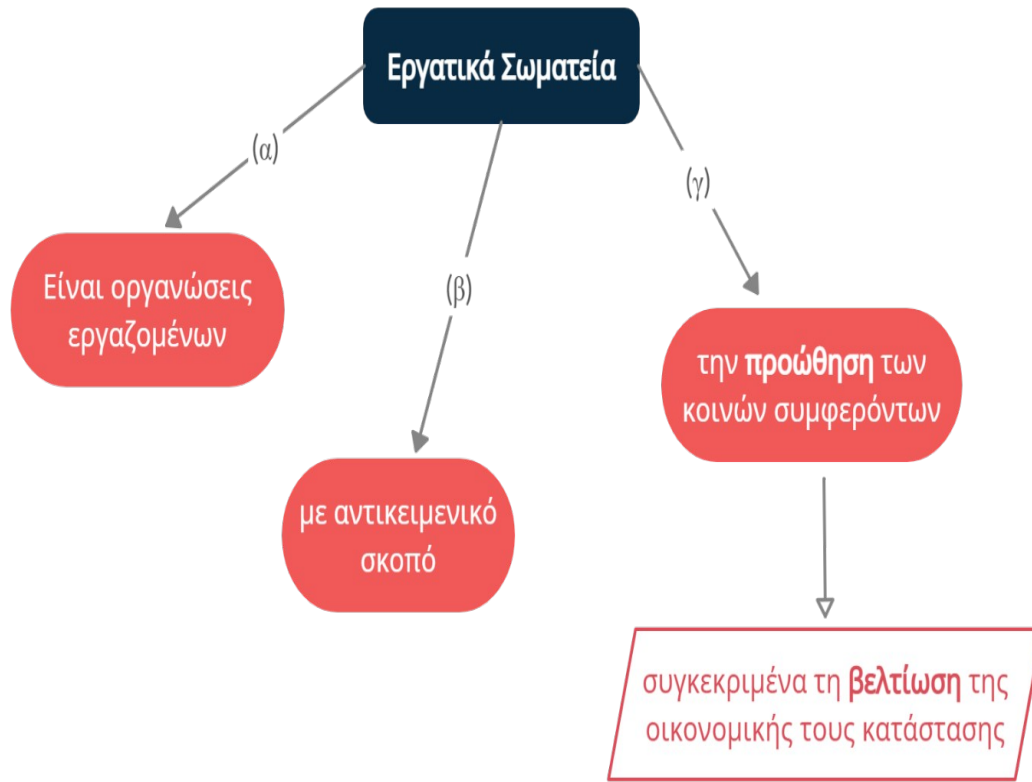 Εργατικά Σωματεία
(α)
Είναι οργανώσεις
εργαζομένων
(β)
με αντικειμενικό
σκοπό
(γ)
την προώθηση των
κοινών συμφερόντων
συγκεκριμένα τη βελτίωση της
οικονομικής τους κατάστασης